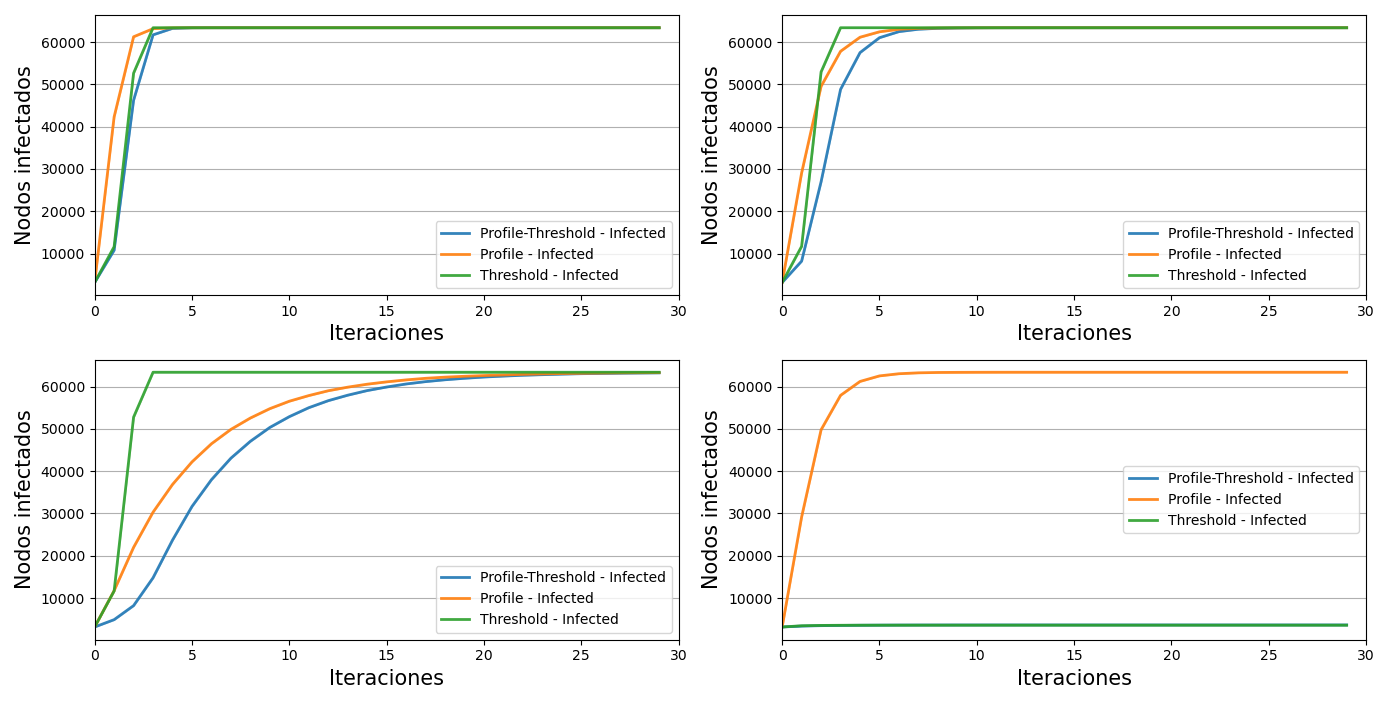 Nodos infectados
60000
50000
40000
30000
20000
10000
Profile-Threshold - Infected
Profile - Infected
Threshold - Infected
0 5 10 15 20 25 30
Iteraciones
Nodos infectados
60000
50000
40000
30000
20000
10000
Profile-Threshold - Infected
Profile - Infected
Threshold - Infected
0 5 10 15 20 25 30
Iteraciones
Nodos infectados
60000
50000
40000
30000
20000
10000
Profile-Threshold - Infected
Profile - Infected
Threshold - Infected
0 5 10 15 20 25 30
Iteraciones
Nodos infectados
60000
50000
40000
30000
20000
10000
Profile-Threshold - Infected
Profile - Infected
Threshold - Infected
0 5 10 15 20 25 30
Iteraciones